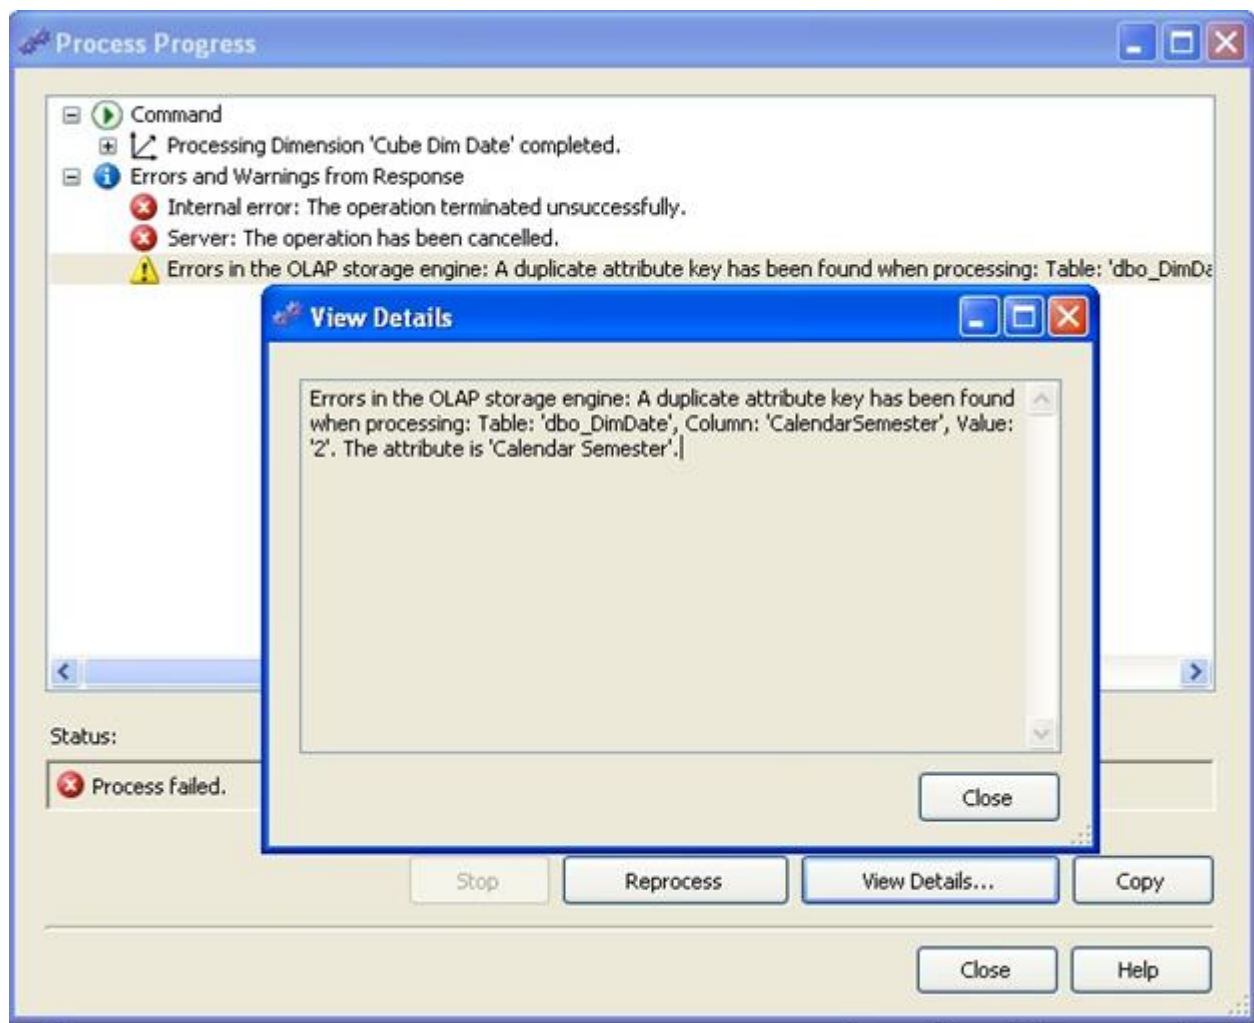 Process Progress
Command
Processing Dimension 'Cube Dim Date' completed.
Errors and Warnings from Response
Internal error: The operation terminated unsuccessfully.
Server: The operation has been cancelled.
Errors in the OLAP storage engine: A duplicate attribute key has been found when processing: Table: 'dbo_DimDa
View Details
Errors in the OLAP storage engine: A duplicate attribute key has been found
when processing: Table: 'dbo_DimDate', Column: 'CalendarSemester', Value:
'2'. The attribute is 'Calendar Semester'.
Close
Status:
Process failed.
Stop
Reprocess
View Details...
Copy
Close
Help